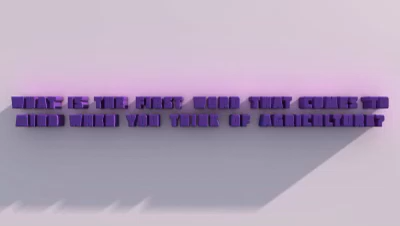 WHAT IS THE FIRST WORD THAT COMES TO
MIND WHEN YOU THINK OF AGRICULTURE?